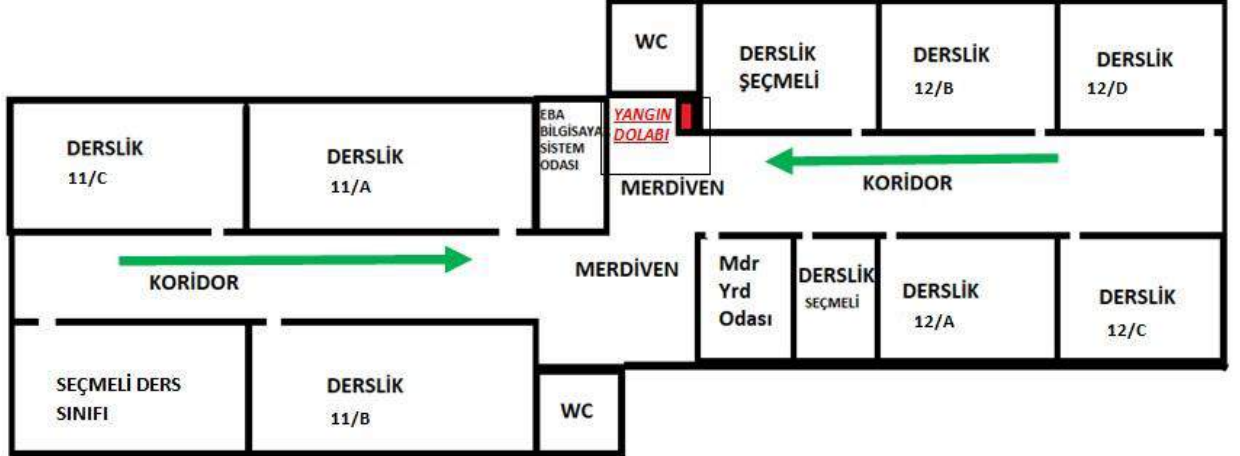 WC
DERSLİK
ŞEÇMELİ
DERSLİK
12/B
DERSLİK
12/D
DERSLİK
11/C
DERSLİK
11/A
EBA
BİLGİSAYA
SİSTEM
ODASI
YANGIN
DOLABI
MERDİVEN
KORİDOR
KORİDOR
MERDİVEN
Mdr
Yrd
Odası
DERSLİK
SEÇMELİ
DERSLİK
12/A
DERSLİK
12/C
SEÇMELİ DERS
SINIFI
DERSLİK
11/B
WC